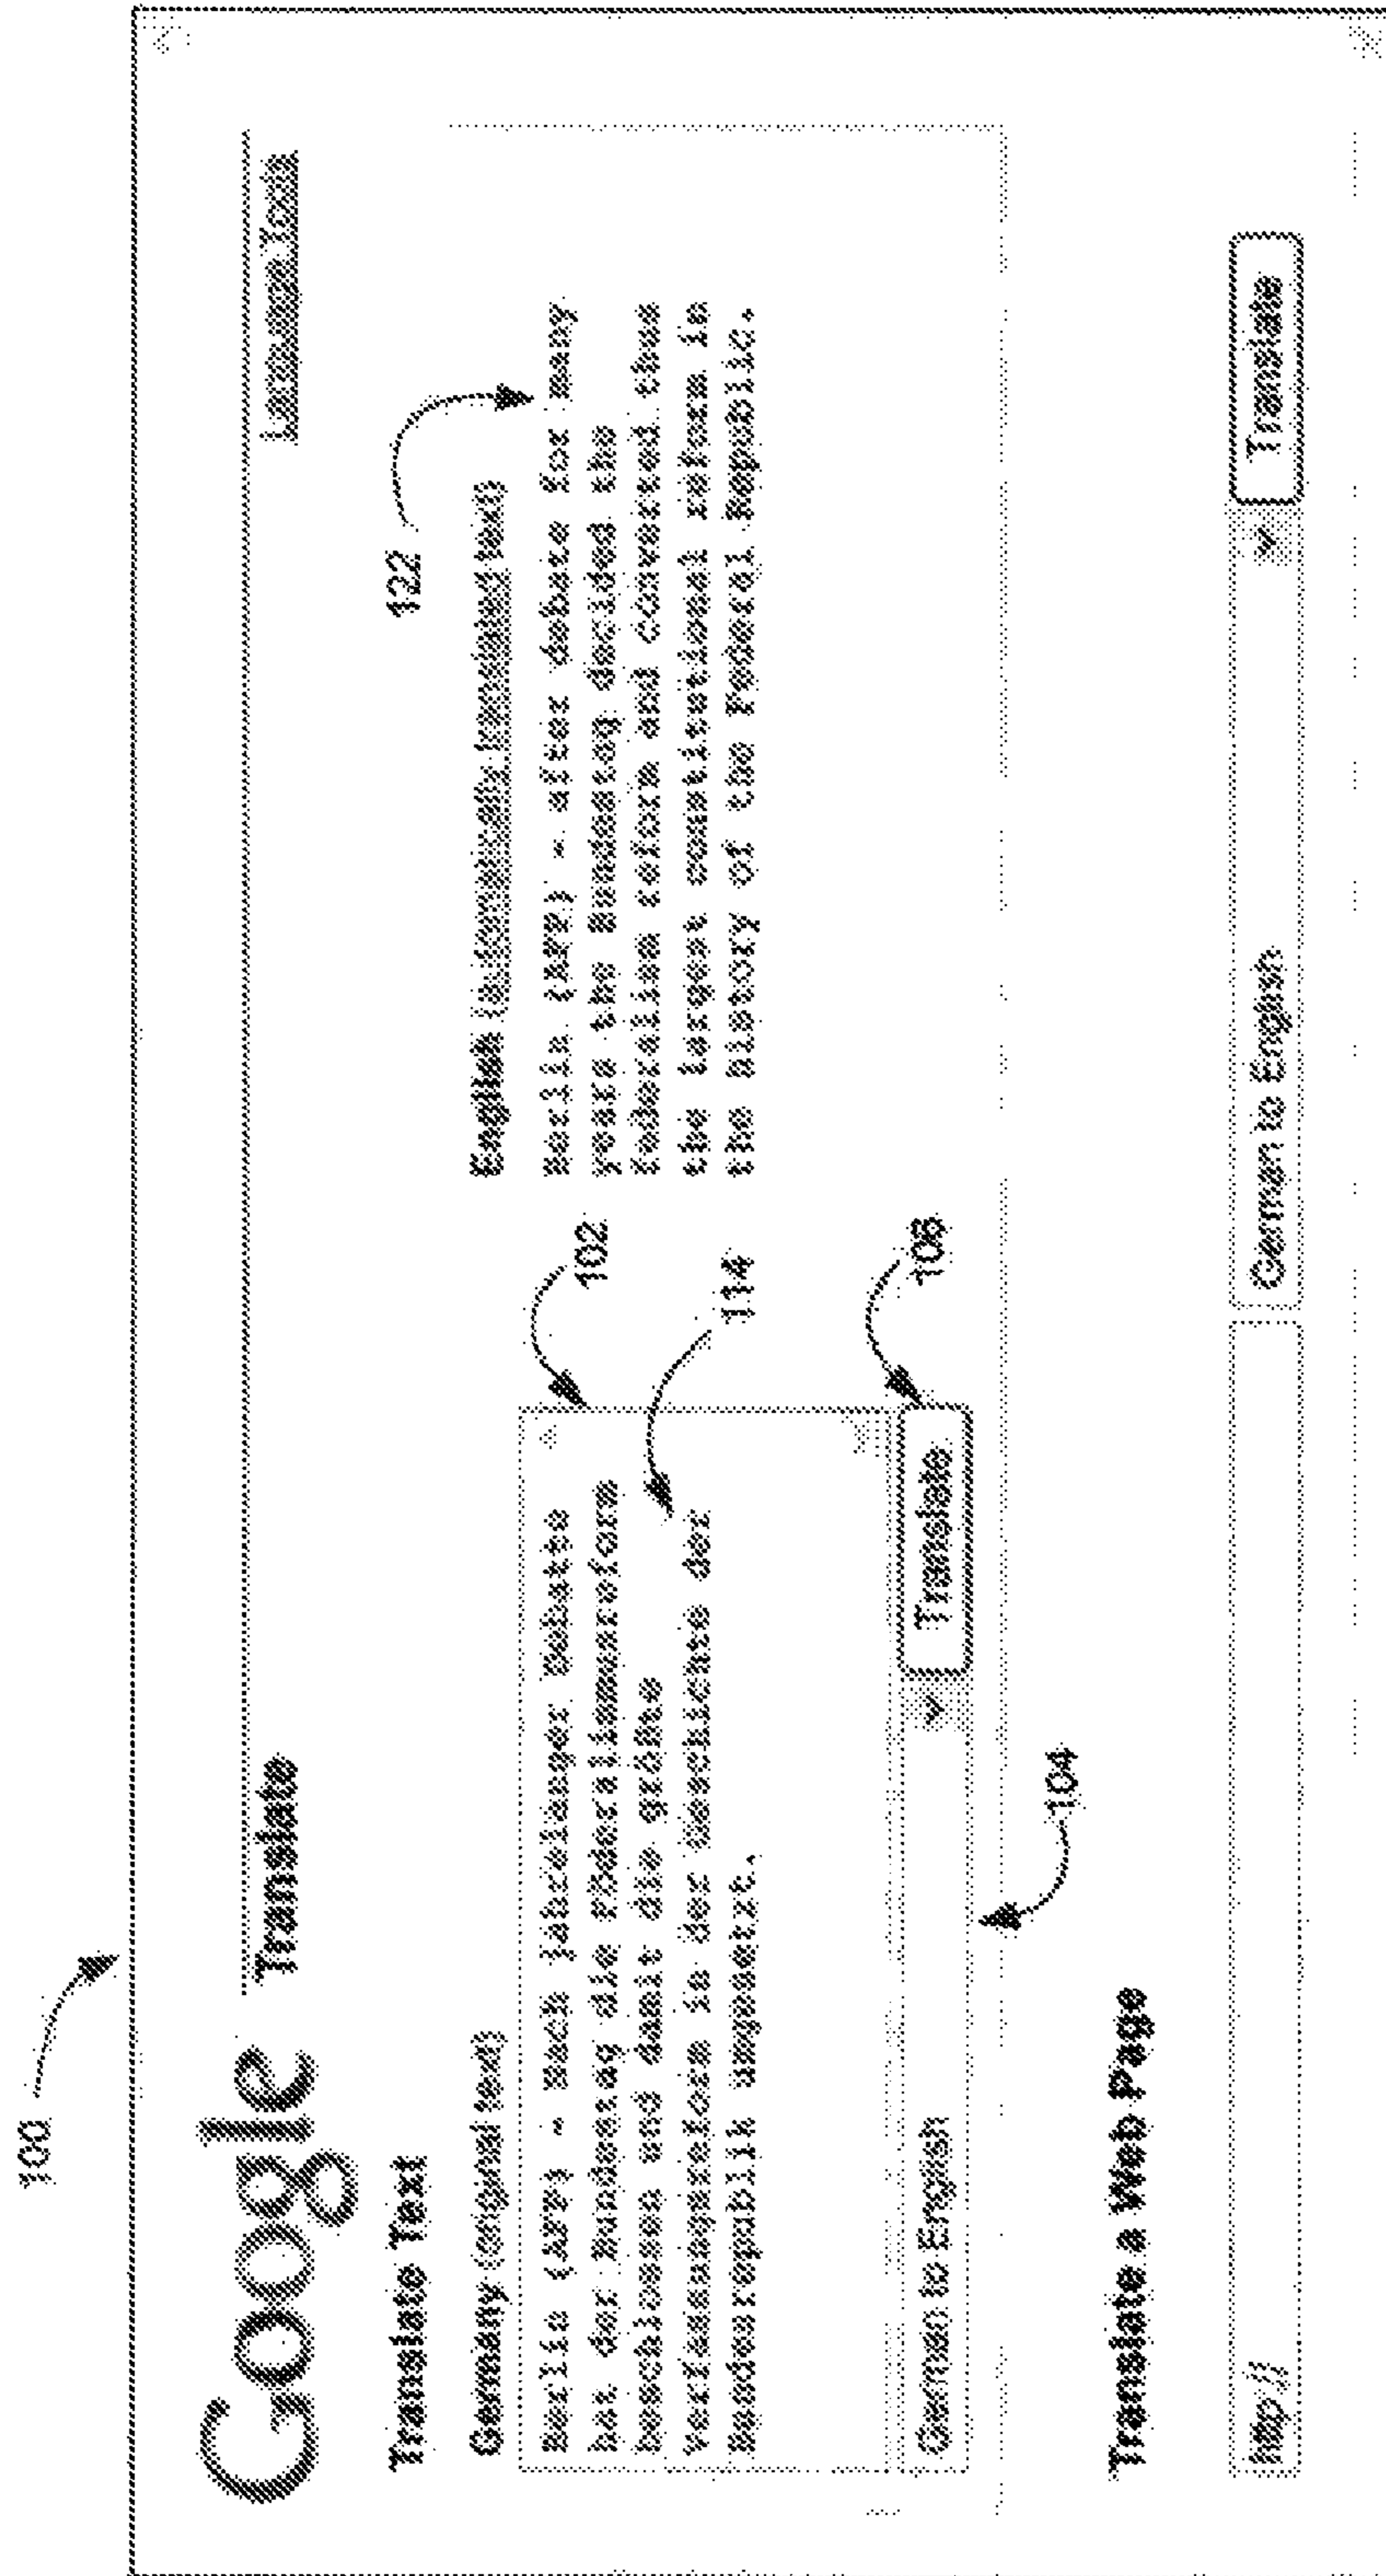 100
Google Translate
Language Tools
Translate Text
122
Germany (original text)
English (automatically translated text)
Berlin (AFP) - Nach jahrelanger Debatte
hat der Bundestag die Föderalismusreform
beschlossen und damit die größte
Verfassungsreform in der Geschichte der
Bundesrepublik umgesetzt.
102
114
Berlin (AFP) - after debate for many
years the Bundestag decided the
federalism reform and converted thus
the largest constitutional reform in
the history of the Federal Republic.
German to English
Translate
106
104
Translate a Web Page
http://
German to English
Translate